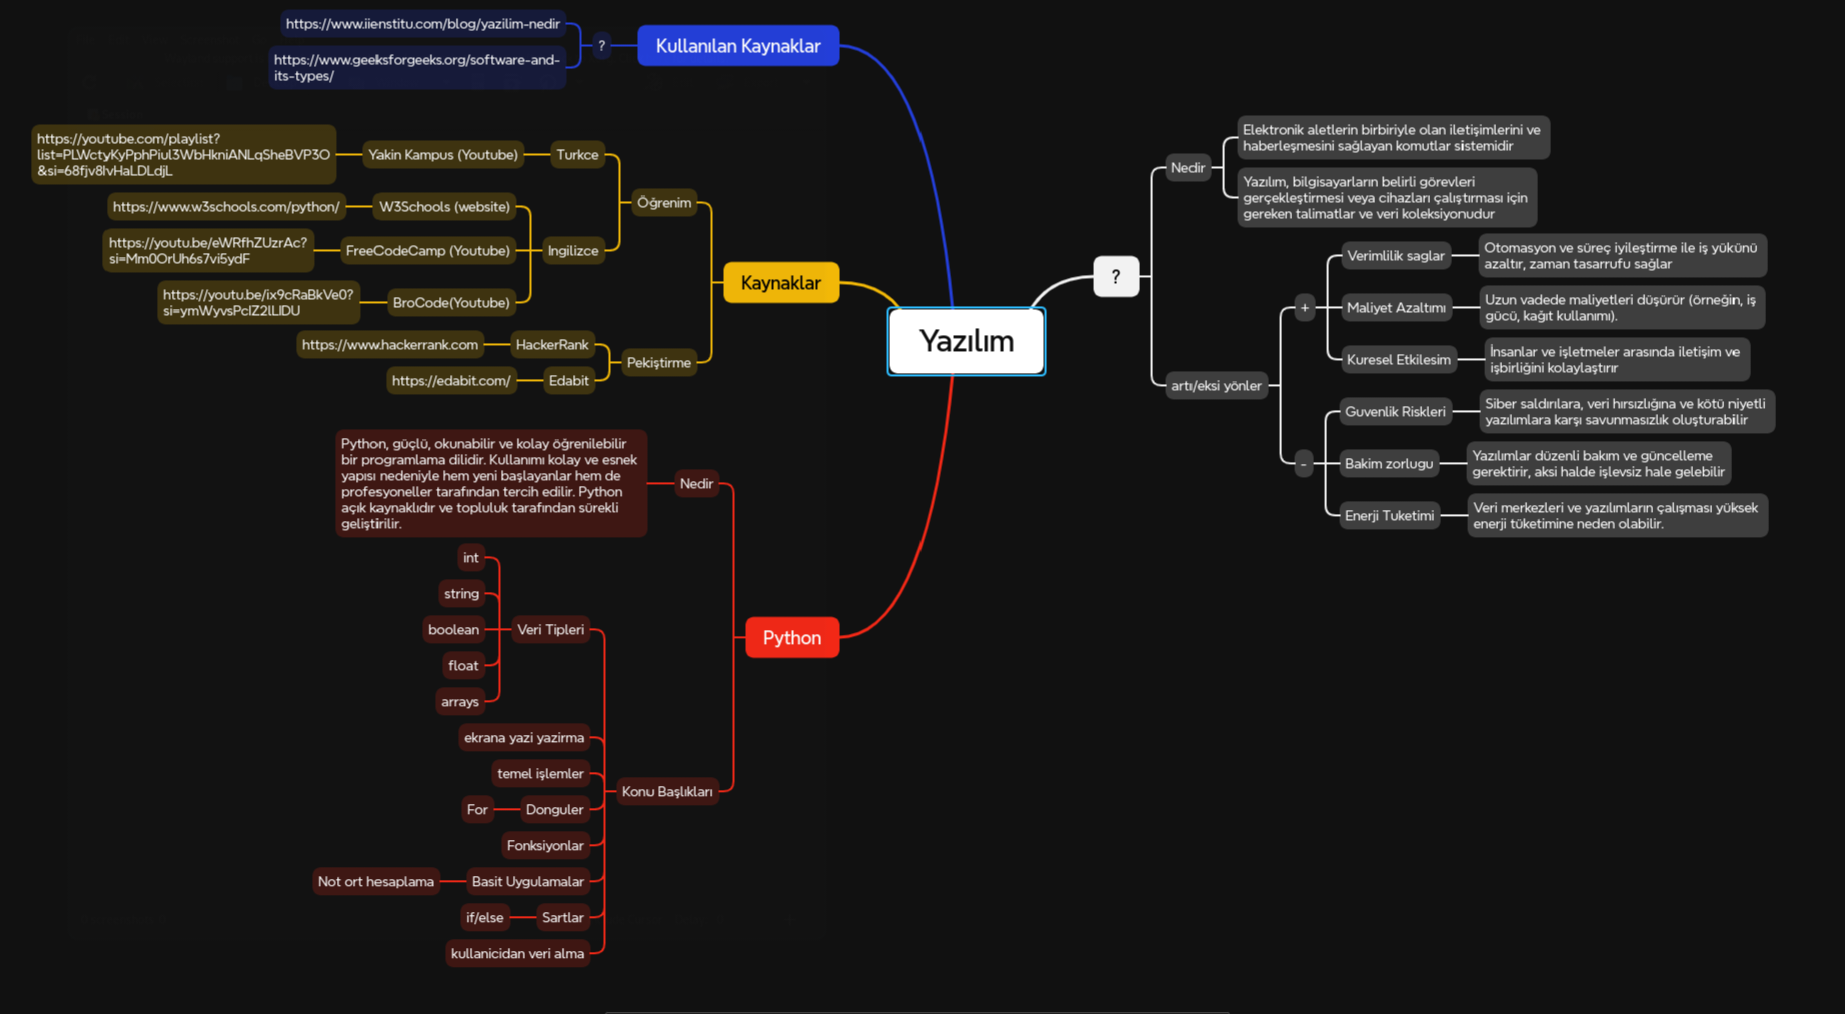 Yazılım
Kullanılan Kaynaklar
?
https://www.iienstitu.com/blog/yazilim-nedir
https://www.geeksforgeeks.org/software-and-
its-types/
Kaynaklar
Öğrenim
Turkce
Yakin Kampus (Youtube)
https://youtube.com/playlist?
list=PLWctyKyPphPiul3WbHkniANLqSheBVP3O
&si=68fjv8IvHaLDLdjL
Ingilizce
W3Schools (website)
https://www.w3schools.com/python/
FreeCodeCamp (Youtube)
https://youtu.be/eWRfhZUzrAc?
si=Mm0OrUh6s7vi5ydF
BroCode(Youtube)
https://youtu.be/ix9cRaBkVe0?
si=ymWyvsPcIZ2lLIDU
Pekiştirme
HackerRank
https://www.hackerrank.com
Edabit
https://edabit.com/
Python
Nedir
Python, güçlü, okunabilir ve kolay öğrenilebilir
bir programlama dilidir. Kullanımı kolay ve esnek
yapısı nedeniyle hem yeni başlayanlar hem de
profesyoneller tarafından tercih edilir. Python
açık kaynaklıdır ve topluluk tarafından sürekli
geliştirilir.
Konu Başlıkları
Veri Tipleri
int
string
boolean
float
arrays
ekrana yazi yazirma
temel işlemler
Donguler
For
Fonksiyonlar
Basit Uygulamalar
Not ort hesaplama
Sartlar
if/else
kullanicidan veri alma
?
Nedir
Elektronik aletlerin birbiriyle olan iletişimlerini ve
haberleşmesini sağlayan komutlar sistemidir
Yazılım, bilgisayarların belirli görevleri
gerçekleştirmesi veya cihazları çalıştırması için
gereken talimatlar ve veri koleksiyonudur
artı/eksi yönler
+
Verimlilik saglar
Otomasyon ve süreç iyileştirme ile iş yükünü
azaltır, zaman tasarrufu sağlar
Maliyet Azaltımı
Uzun vadede maliyetleri düşürür (örneğin, iş
gücü, kağıt kullanımı).
Kuresel Etkilesim
İnsanlar ve işletmeler arasında iletişim ve
işbirliğini kolaylaştırır
-
Guvenlik Riskleri
Siber saldırılara, veri hırsızlığına ve kötü niyetli
yazılımlara karşı savunmasızlık oluşturabilir
Bakim zorlugu
Yazılımlar düzenli bakım ve güncelleme
gerektirir, aksi halde işlevsiz hale gelebilir
Enerji Tuketimi
Veri merkezleri ve yazılımların çalışması yüksek
enerji tüketimine neden olabilir.